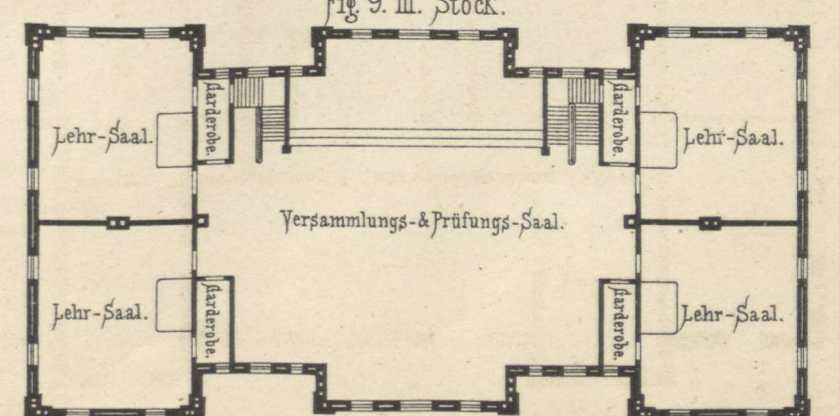 Fig. 9. III. Stock.
Lehr-Saal.
Garderobe.
Garderobe.
Lehr-Saal.
Versammlungs-& Prüfungs-Saal.
Lehr-Saal.
Garderobe.
Garderobe.
Lehr-Saal.